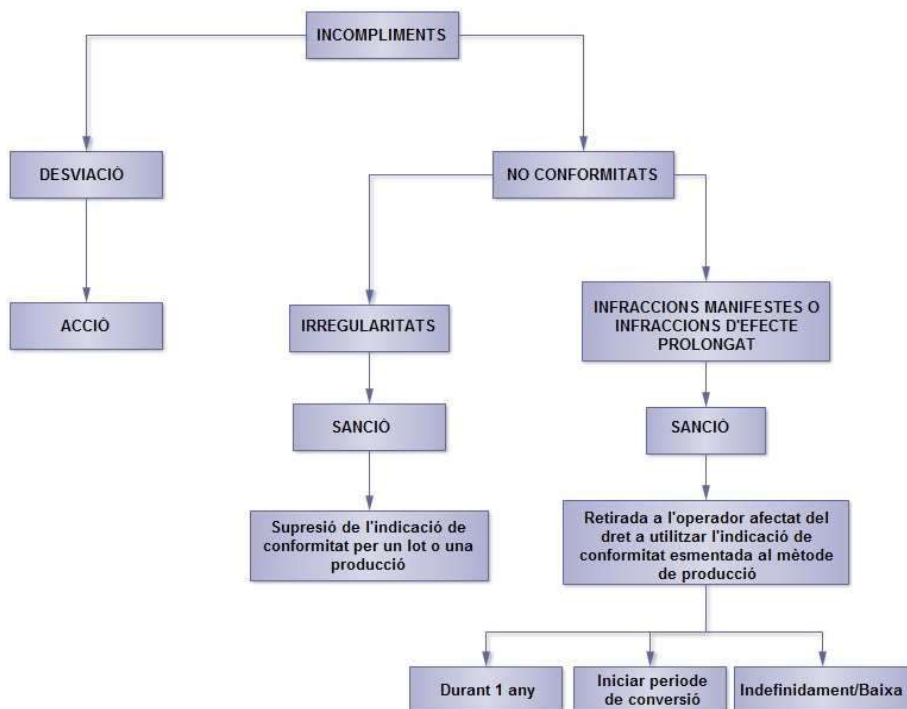 INCOMPLIMENTS
DESVIACIÓ
NO CONFORMITATS
ACCIÓ
IRREGULARITATS
INFRACCIONS MANIFESTES O
INFRACCIONS D'EFECTE
PROLONGAT
SANCIÓ
SANCIÓ
Supresió de l'indicació de
conformitat per un lot o una
producció
Retirada a l'operador afectat del
dret a utilitzar l'indicació de
conformitat esmentada al mètode
de producció
Durant 1 any
Iniciar periode
de conversió
Indefinidament/Baixa